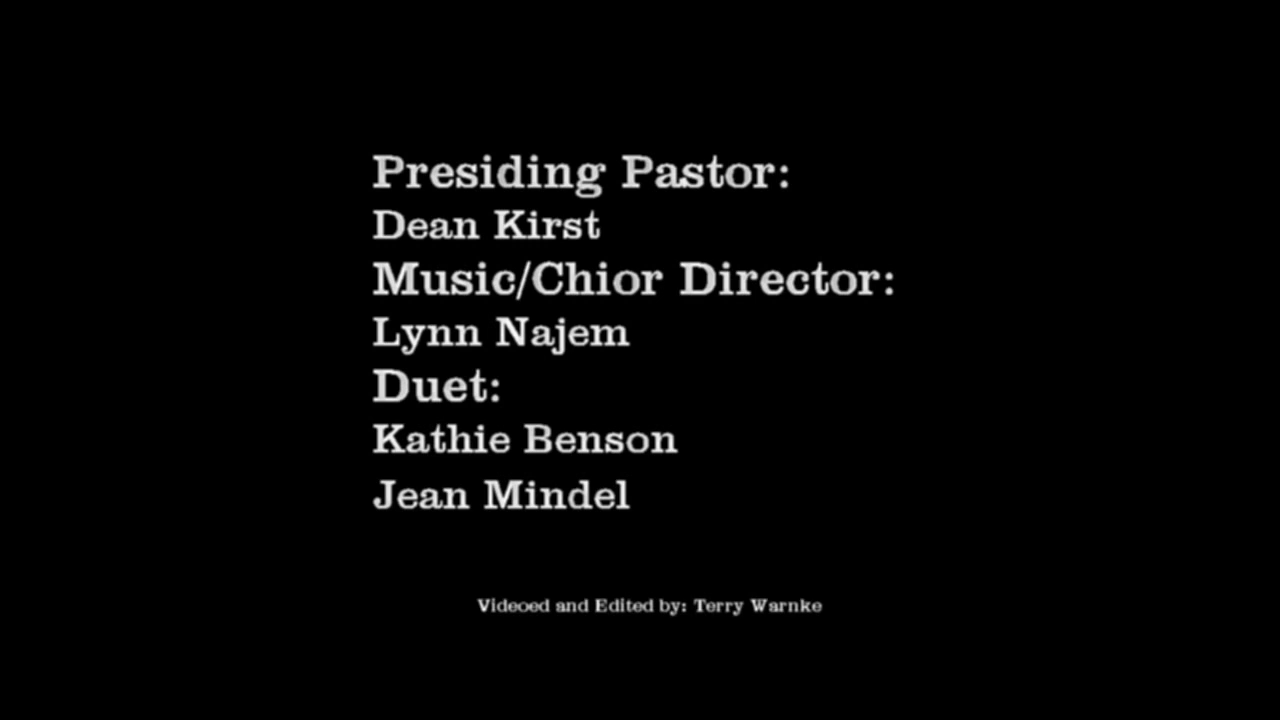 Presiding Pastor:
Dean Kirst
Music/Chior Director:
Lynn Najem
Duet:
Kathie Benson
Jean Mindel
Videoed and Edited by: Terry Warnke